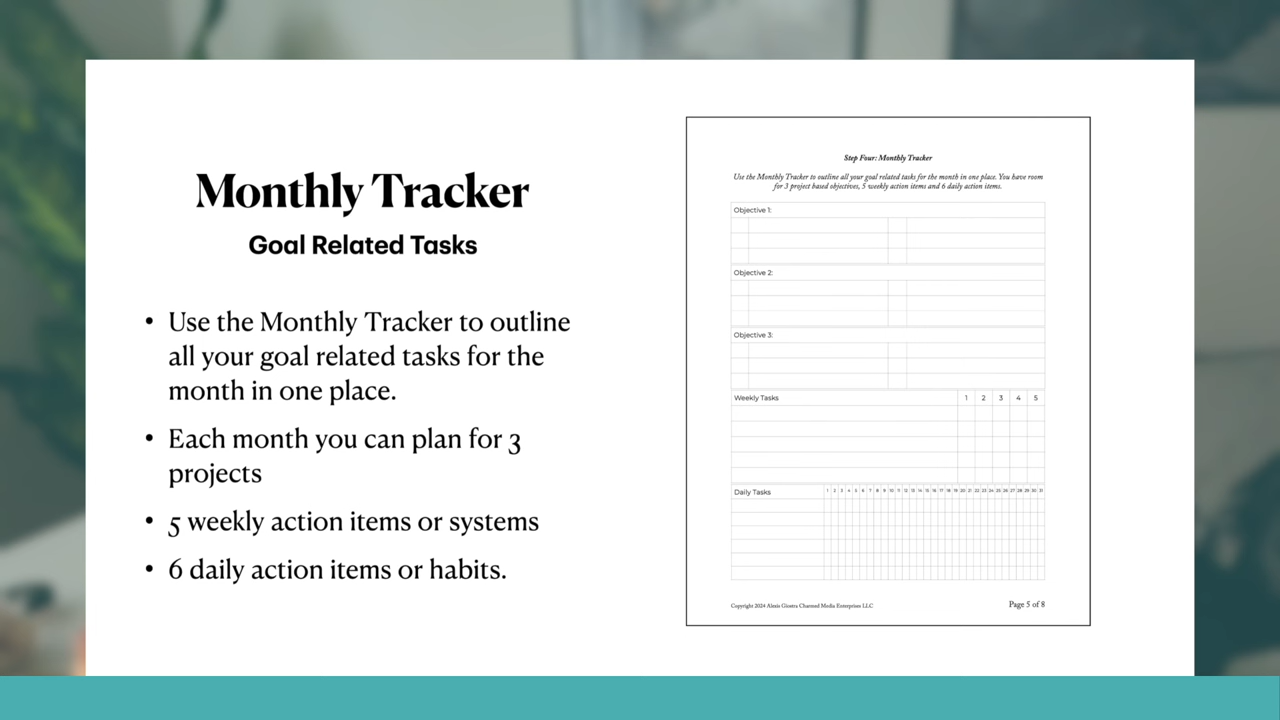 Monthly Tracker
Goal Related Tasks
• Use the Monthly Tracker to outline
all your goal related tasks for the
month in one place.
• Each month you can plan for 3
projects
• 5 weekly action items or systems
• 6 daily action items or habits.
Step Four: Monthly Tracker
Use the Monthly Tracker to outline all your goal related tasks for the month in one place. You have room
for 3 project based objectives, 5 weekly action items and 6 daily action items.
Objective 1:
Objective 2:
Objective 3:
Weekly Tasks 1 2 3 4 5
Daily Tasks 1 2 3 4 5 6 7 8 9 10 11 12 13 14 15 16 17 18 19 20 21 22 23 24 25 26 27 28 29 30 31
Copyright 2024 Alexis Giostra Charmed Media Enterprises LLC
Page 5 of 8